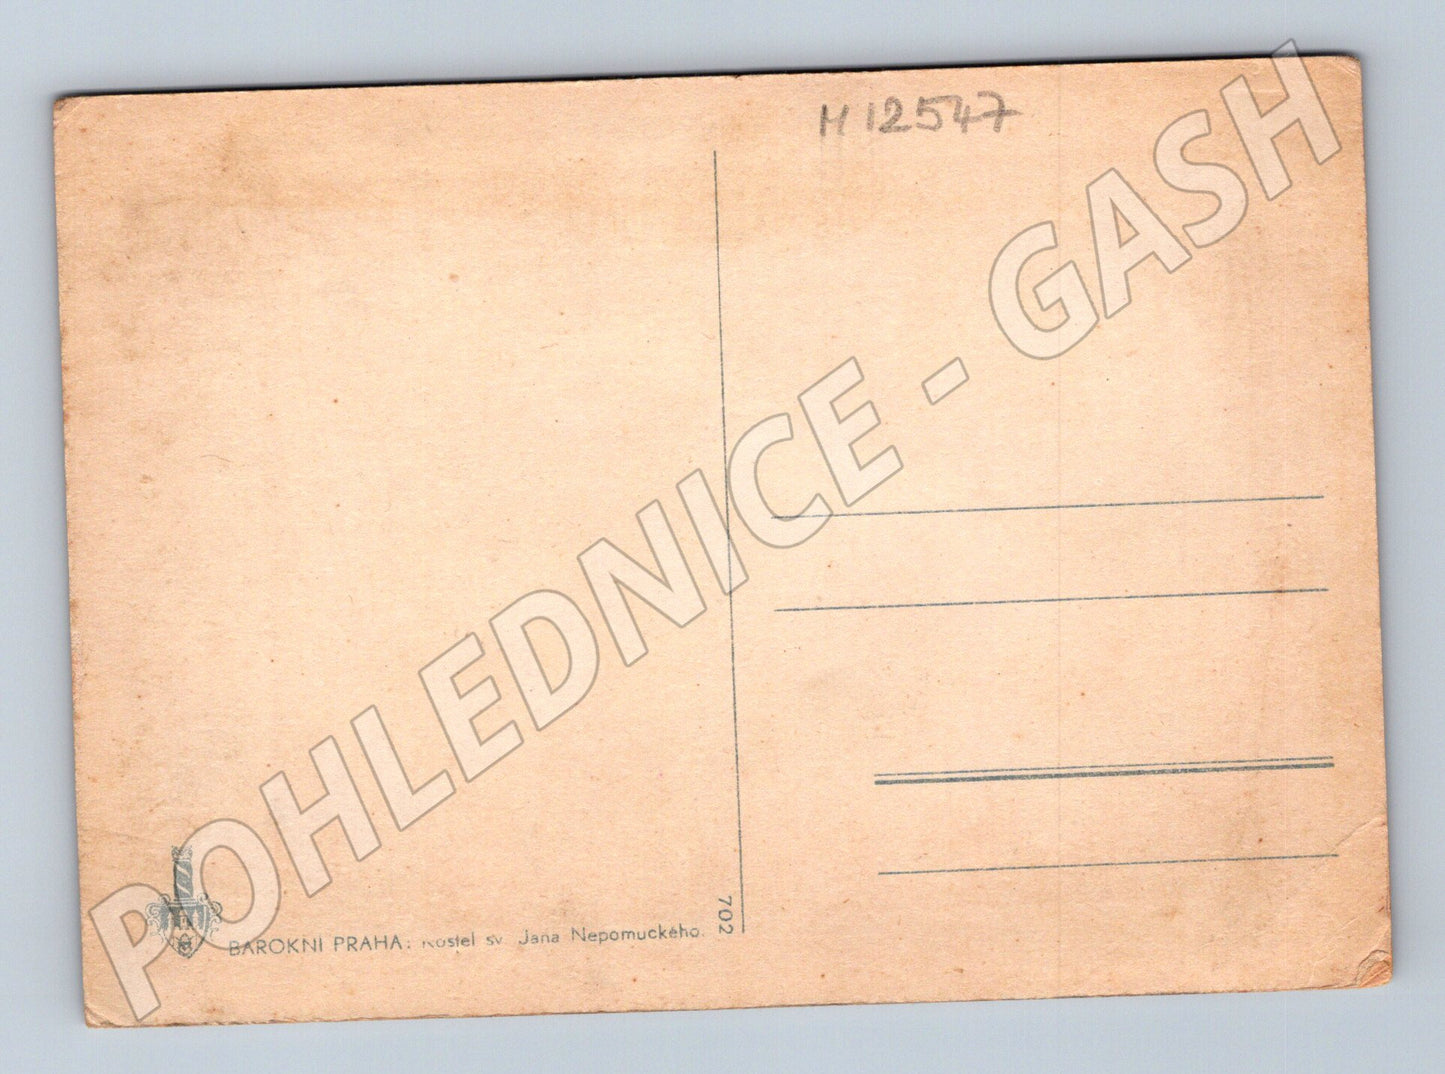 M 12547
POHLEDNICE - GASH
702
BAROKNI PRAHA: Kostel sv. Jana Nepomuckého.